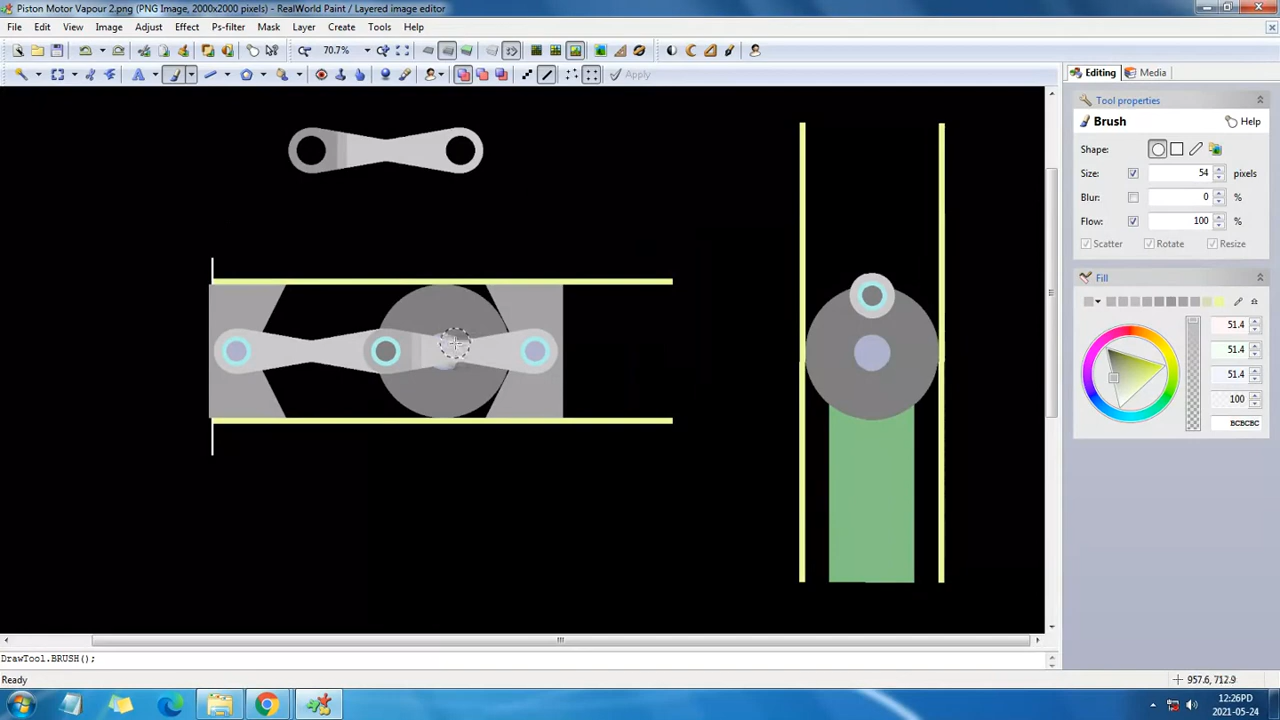 Piston Motor Vapour 2.png (PNG Image, 2000x2000 pixels) - RealWorld Paint / Layered image editor
File Edit View Image Adjust Effect Ps-filter Mask Layer Create Tools Help
70.7%
Apply
Editing Media
Tool properties
Brush Help
Shape:
Size: 54 pixels
Blur: 0 %
Flow: 100 %
Scatter Rotate Resize
Fill
51.4
51.4
51.4
100
BCBCBC
DrawTool.BRUSH();
Ready 957.6, 712.9
12:26PD
2021-05-24